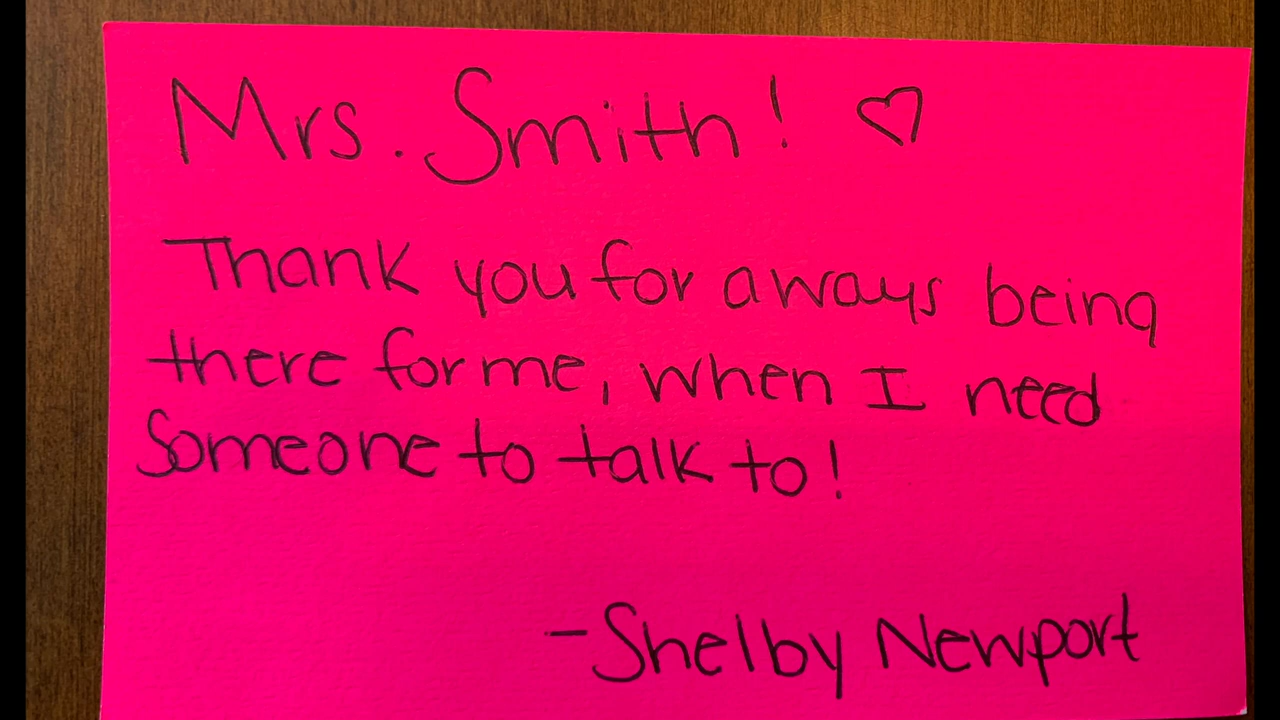 Mrs. Smith! ♡
Thank you for aways being
there for me, when I need
Someone to talk to!
-Shelby Newport